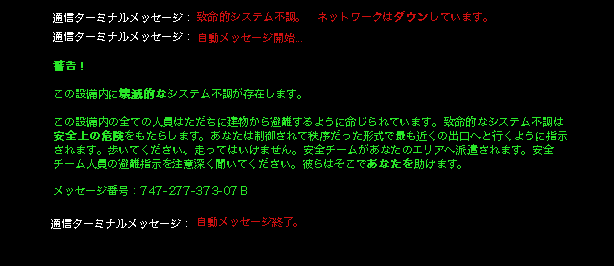 通信ターミナルメッセージ： 致命的システム不調。 ネットワークはダウンしています。
通信ターミナルメッセージ： 自動メッセージ開始...
警告！
この設備内に壊滅的なシステム不調が存在します。
この設備内の全ての人員はただちに建物から避難するように命じられています。致命的なシステム不調は
安全上の危険をもたらします。あなたは制御されて秩序だった形式で最も近くの出口へと行くように指示
されます。歩いてください、走ってはいけません。安全チームがあなたのエリアへ派遣されます。安全
チーム人員の避難指示を注意深く聞いてください。彼らはそこであなたを助けます。
メッセージ番号：747-277-373-07B
通信ターミナルメッセージ： 自動メッセージ終了。